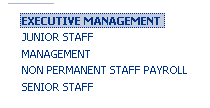 EXECUTIVE MANAGEMENT
JUNIOR STAFF
MANAGEMENT
NON PERMANENT STAFF PAYROLL
SENIOR STAFF